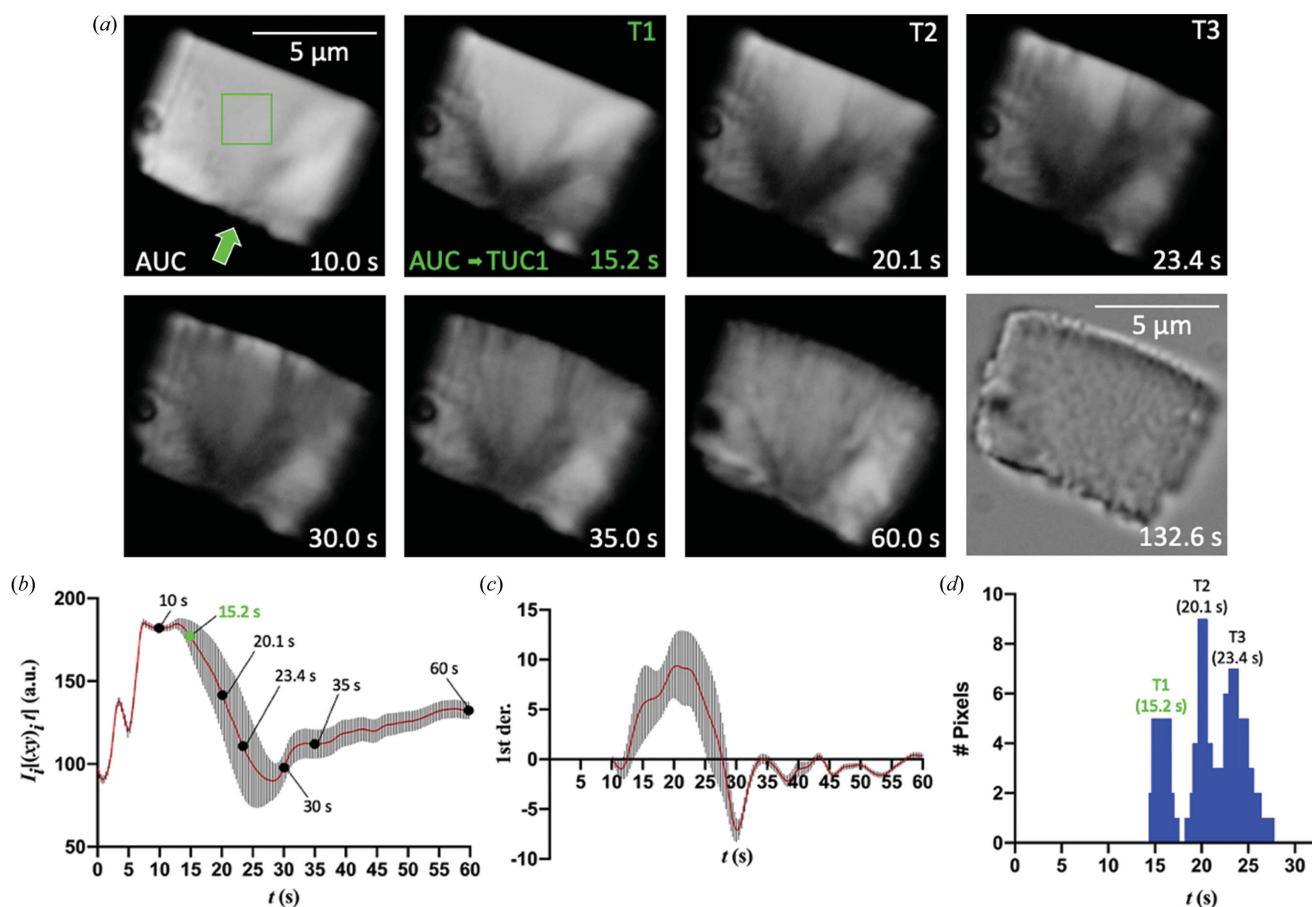 (a)
5 µm
AUC
10.0 s
T1
AUC ➡ TUC1
15.2 s
T2
20.1 s
T3
23.4 s
30.0 s
35.0 s
60.0 s
5 µm
132.6 s
(b)
I_i|(xy)_i t| (a.u.)
200
150
100
50
10 s
15.2 s
20.1 s
23.4 s
35 s
60 s
30 s
0 5 10 15 20 25 30 35 40 45 50 55 60
t (s)
(c)
1st der.
15
10
5
0
-5
-10
5 10 15 20 25 30 35 40 45 50 55 60
t (s)
(d)
# Pixels
10
8
6
4
2
0
T1
(15.2 s)
T2
(20.1 s)
T3
(23.4 s)
0 5 10 15 20 25 30
t (s)